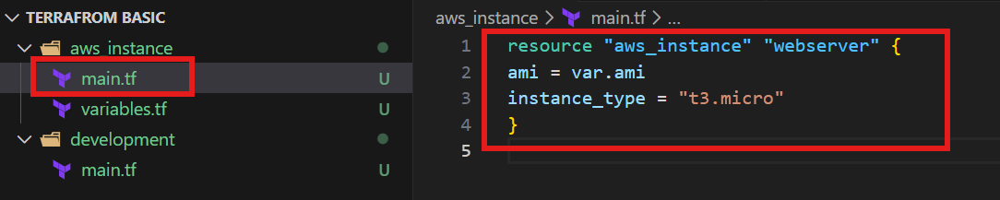 TERRAFROM BASIC
aws_instance
main.tf
U
variables.tf
U
development
main.tf
U
aws_instance > main.tf > ...
1 resource "aws_instance" "webserver" {
2 ami = var.ami
3 instance_type = "t3.micro"
4 }
5